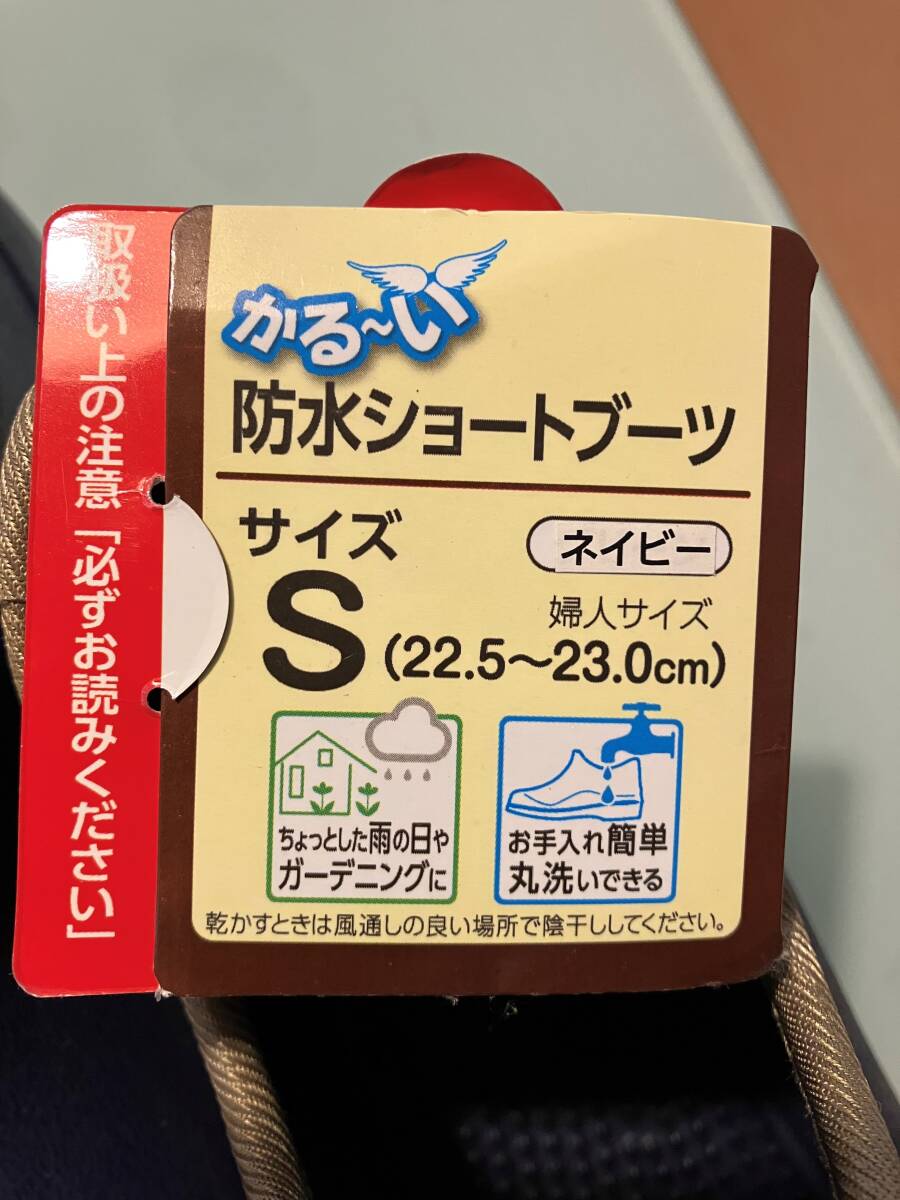 取扱い上の注意「必ずお読みください」
かる〜い
防水ショートブーツ
サイズ
ネイビー
S
婦人サイズ
(22.5〜23.0cm)
ちょっとした雨の日や
ガーデニングに
お手入れ簡単
丸洗いできる
乾かすときは風通しの良い場所で陰干ししてください。